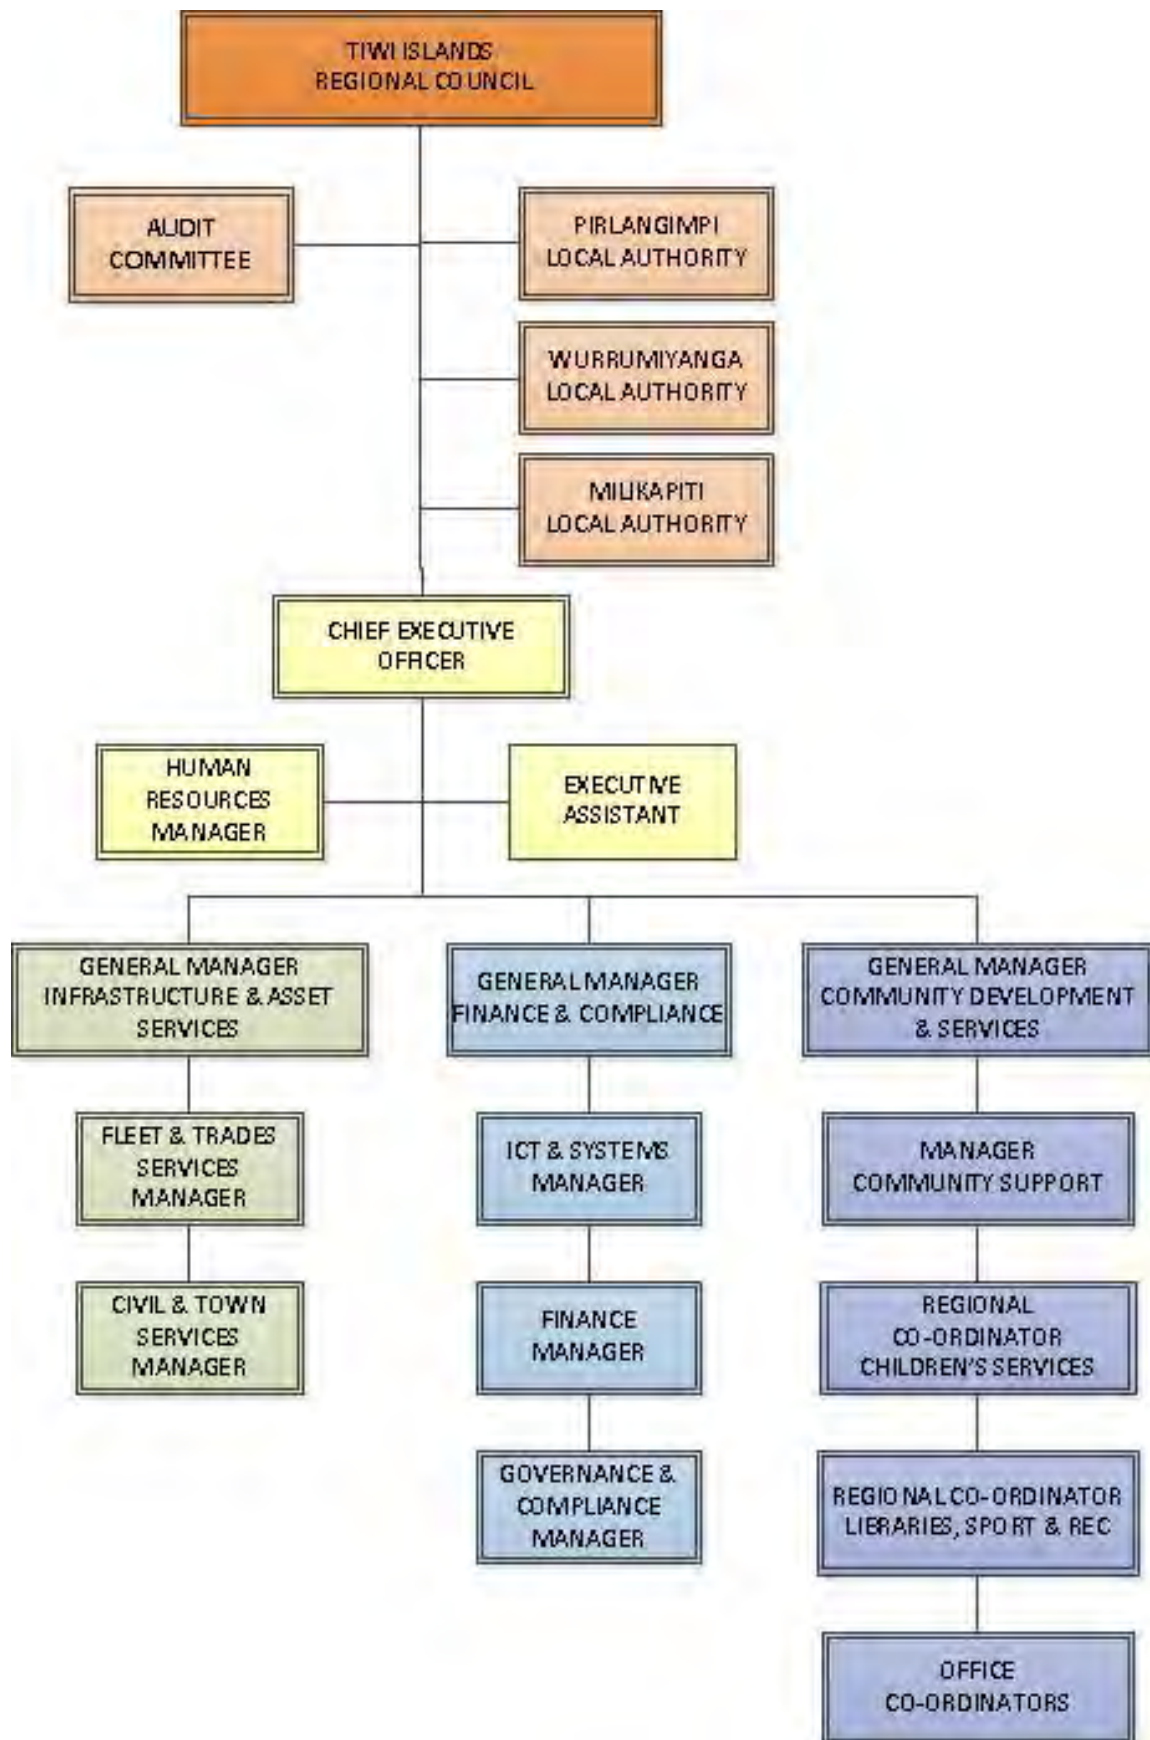 TIWI ISLANDS
REGIONAL COUNCIL
AUDIT
COMMITTEE
PIRLANGIMPI
LOCAL AUTHORITY
WURRUMIYANGA
LOCAL AUTHORITY
MILIKAPITI
LOCAL AUTHORITY
CHIEF EXECUTIVE
OFFICER
HUMAN
RESOURCES
MANAGER
EXECUTIVE
ASSISTANT
GENERAL MANAGER
INFRASTRUCTURE & ASSET
SERVICES
GENERAL MANAGER
FINANCE & COMPLIANCE
GENERAL MANAGER
COMMUNITY DEVELOPMENT
& SERVICES
FLEET & TRADES
SERVICES
MANAGER
ICT & SYSTEMS
MANAGER
MANAGER
COMMUNITY SUPPORT
CIVIL & TOWN
SERVICES
MANAGER
FINANCE
MANAGER
REGIONAL
CO-ORDINATOR
CHILDREN'S SERVICES
GOVERNANCE &
COMPLIANCE
MANAGER
REGIONAL CO-ORDINATOR
LIBRARIES, SPORT & REC
OFFICE
CO-ORDINATORS